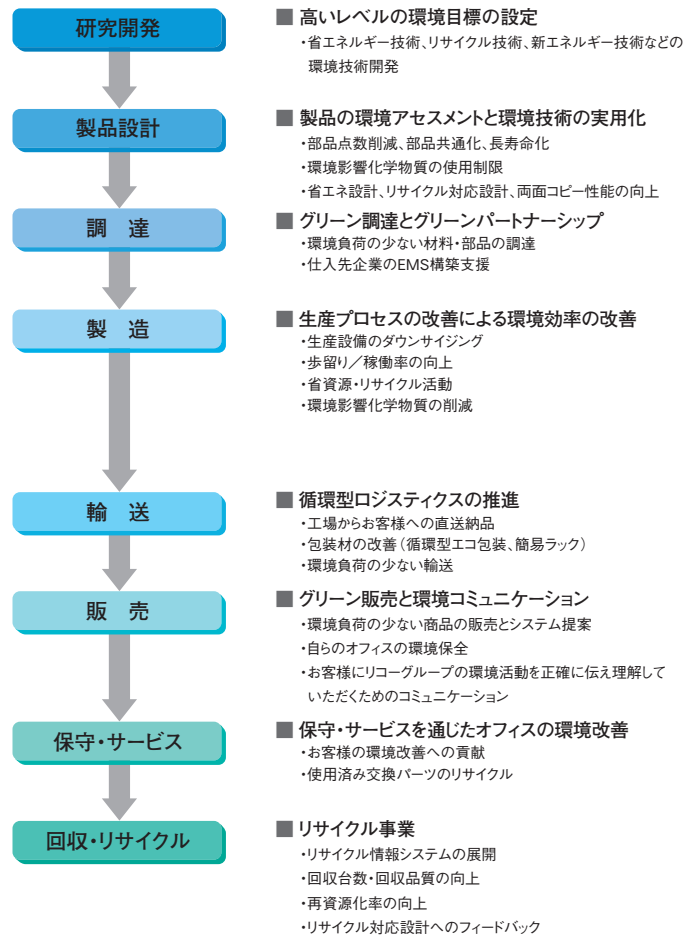 研究開発
■ 高いレベルの環境目標の設定
・省エネルギー技術、リサイクル技術、新エネルギー技術などの
環境技術開発
製品設計
■ 製品の環境アセスメントと環境技術の実用化
・部品点数削減、部品共通化、長寿命化
・環境影響化学物質の使用制限
・省エネ設計、リサイクル対応設計、両面コピー性能の向上
調 達
■ グリーン調達とグリーンパートナーシップ
・環境負荷の少ない材料・部品の調達
・仕入先企業のEMS構築支援
製 造
■ 生産プロセスの改善による環境効率の改善
・生産設備のダウンサイジング
・歩留り／稼働率の向上
・省資源・リサイクル活動
・環境影響化学物質の削減
輸 送
■ 循環型ロジスティクスの推進
・工場からお客様への直送納品
・包装材の改善（循環型エコ包装、簡易ラック）
・環境負荷の少ない輸送
販 売
■ グリーン販売と環境コミュニケーション
・環境負荷の少ない商品の販売とシステム提案
・自らのオフィスの環境保全
・お客様にリコーグループの環境活動を正確に伝え理解して
いただくためのコミュニケーション
保守・サービス
■ 保守・サービスを通じたオフィスの環境改善
・お客様の環境改善への貢献
・使用済み交換パーツのリサイクル
回収・リサイクル
■ リサイクル事業
・リサイクル情報システムの展開
・回収台数・回収品質の向上
・再資源化率の向上
・リサイクル対応設計へのフィードバック